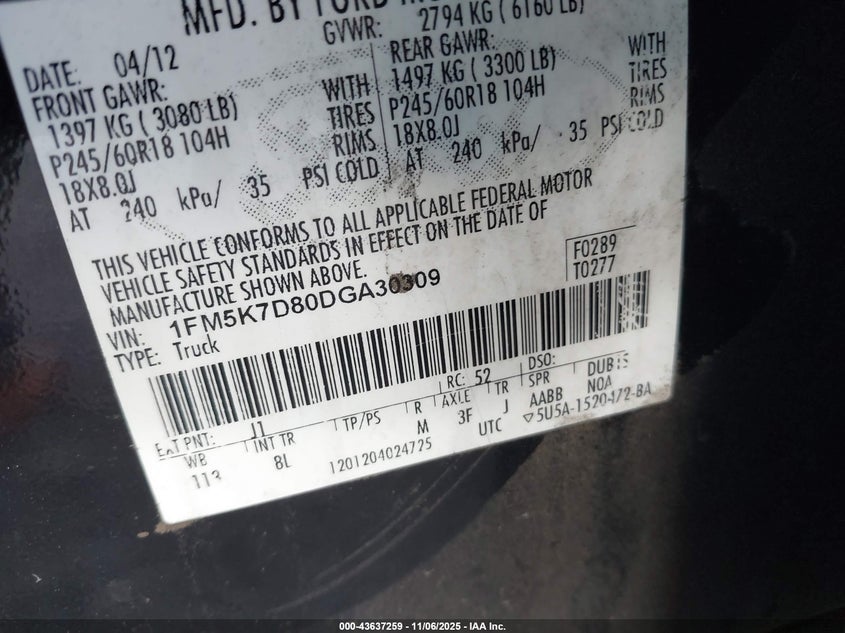 MFD. BY FORD
GVWR: 2794 KG ( 6160 LB)
DATE: 04/12
FRONT GAWR:
1397 KG ( 3080 LB) WITH
P245/60R18 104H TIRES
18X8.0J RIMS
AT 240 kPa/ 35 PSI COLD
REAR GAWR:
1497 KG ( 3300 LB) WITH
P245/60R18 104H TIRES
18X8.0J RIMS
AT 240 kPa/ 35 PSI COLD
THIS VEHICLE CONFORMS TO ALL APPLICABLE FEDERAL MOTOR
VEHICLE SAFETY STANDARDS IN EFFECT ON THE DATE OF
MANUFACTURE SHOWN ABOVE.
VIN: 1FM5K7D80DGA30309
TYPE: Truck
F0289
T0277
EXT PNT: J1 RC: 52 DSO:
WB INT TR TP/PS R AXLE TR SPR DUB15
113 8L M 3F J AABB NOA
1201204024725 UTC 5U5A-1520472-BA
000-43637259 - 11/06/2025 - IAA Inc.